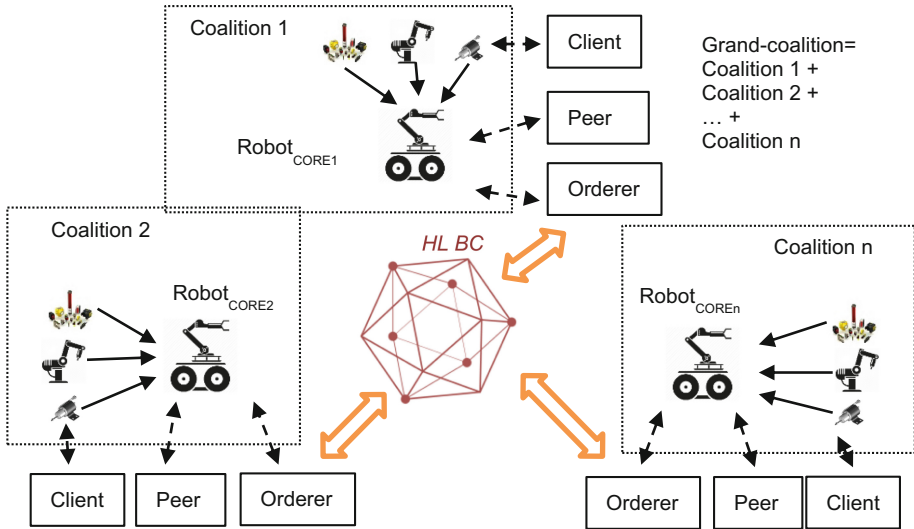 Coalition 1
Client
Grand-coalition=
Coalition 1 +
Coalition 2 +
… +
Coalition n
Peer
Robot_CORE1
Orderer
Coalition 2
HL BC
Coalition n
Robot_CORE2
Robot_COREn
Client
Peer
Orderer
Orderer
Peer
Client